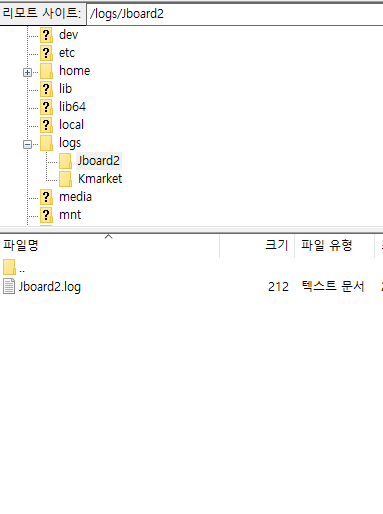 리모트 사이트: /logs/Jboard2
? dev
? etc
home
? lib
? lib64
? local
logs
Jboard2
Kmarket
? media
? mnt
파일명 크기 파일 유형
..
Jboard2.log 212 텍스트 문서